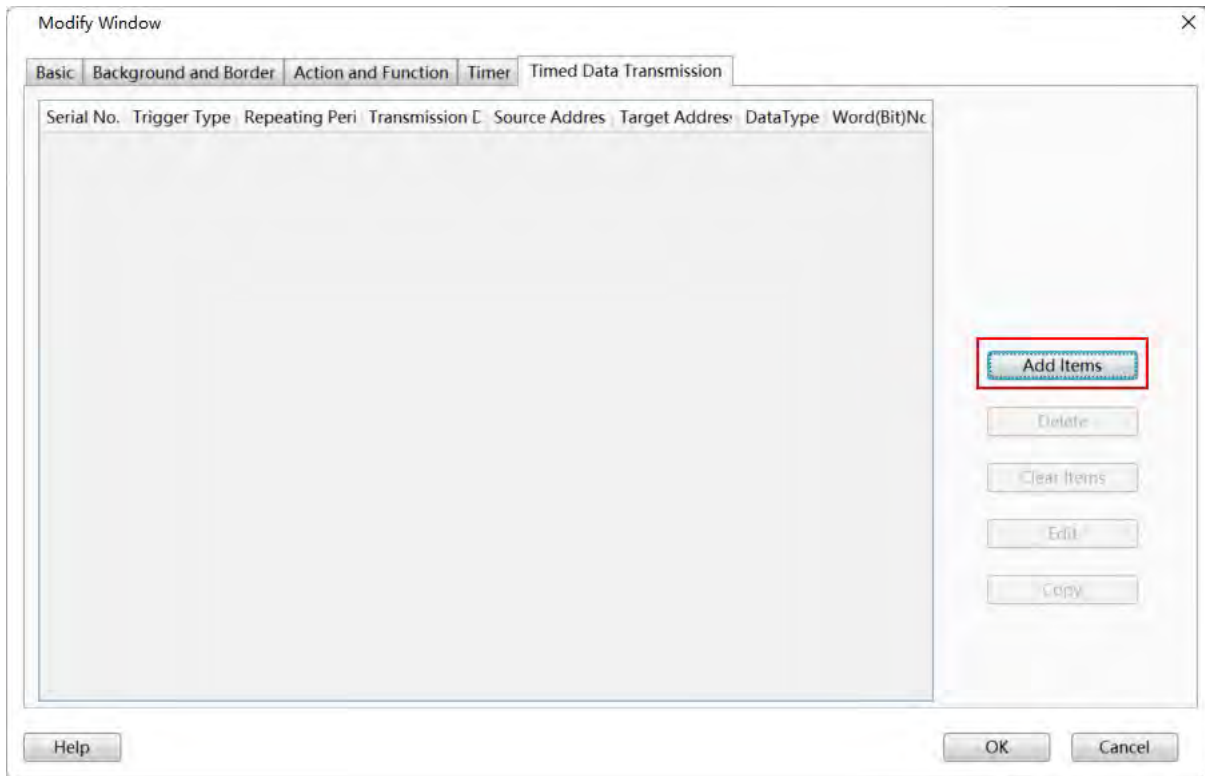 Modify Window
Basic Background and Border Action and Function Timer Timed Data Transmission
Serial No. Trigger Type Repeating Peri Transmission D Source Addres Target Addres DataType Word(Bit)Nc
Add Items
Delete
Clear Items
Edit
Copy
Help OK Cancel